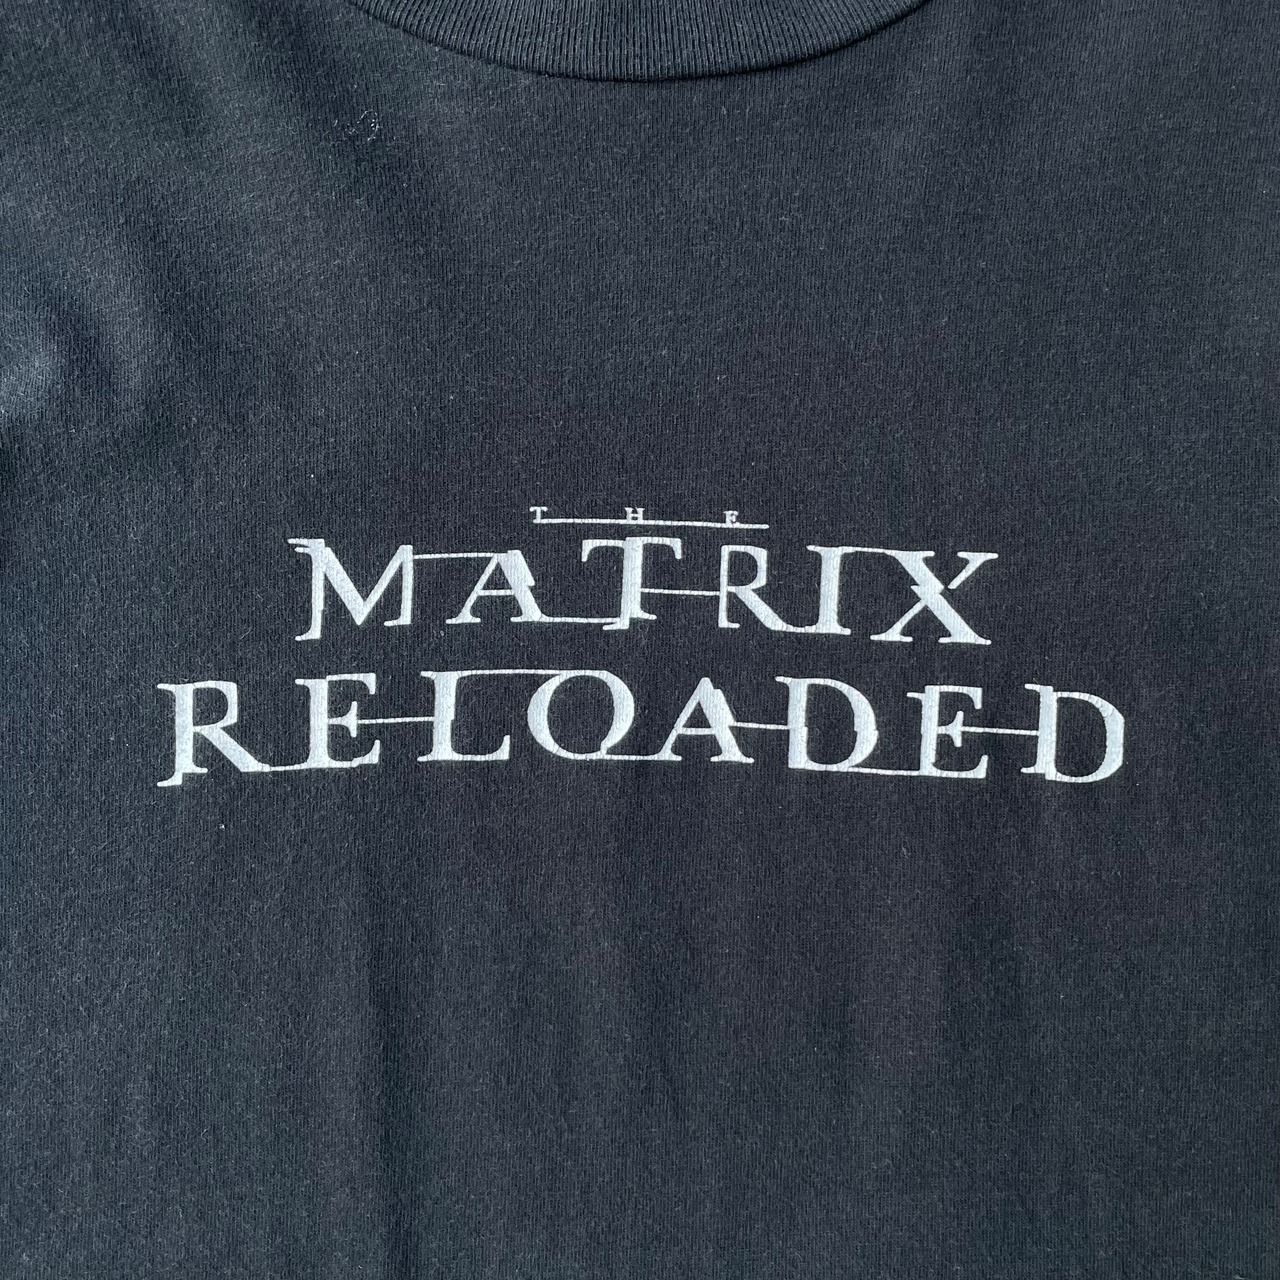 THE
MATRIX
RELOADED